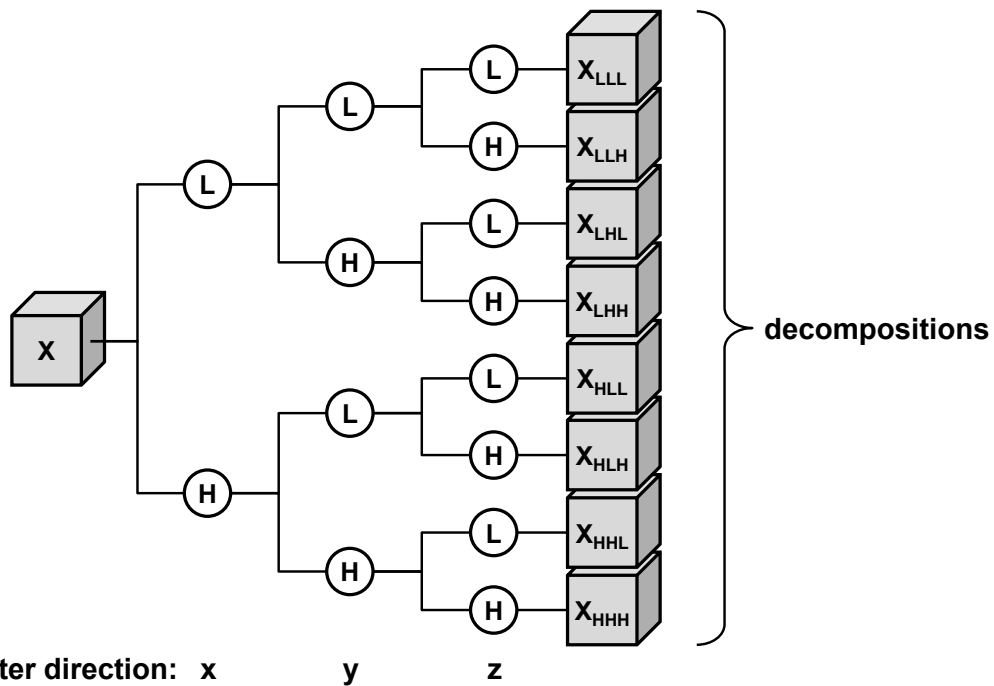 L X_LLL
L
H X_LLH
L
L X_LHL
H
H X_LHH
X decompositions
L X_HLL
L
H X_HLH
H
L X_HHL
H
H X_HHH
ter direction: x y z